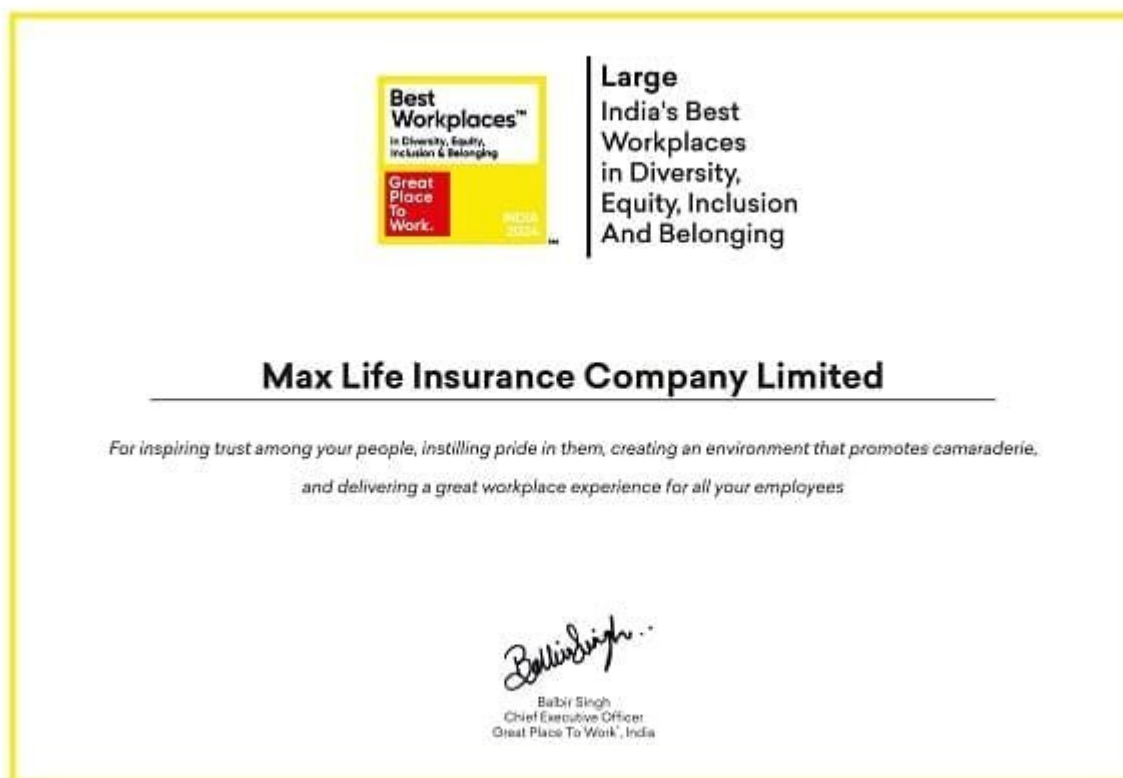 Best
Workplaces™
in Diversity, Equity,
Inclusion & Belonging
Great
Place
To
Work.
INDIA
2024
Large
India's Best
Workplaces
in Diversity,
Equity, Inclusion
And Belonging
Max Life Insurance Company Limited
For inspiring trust among your people, instilling pride in them, creating an environment that promotes camaraderie,
and delivering a great workplace experience for all your employees
Balbir Singh
Balbir Singh
Chief Executive Officer
Great Place To Work®, India